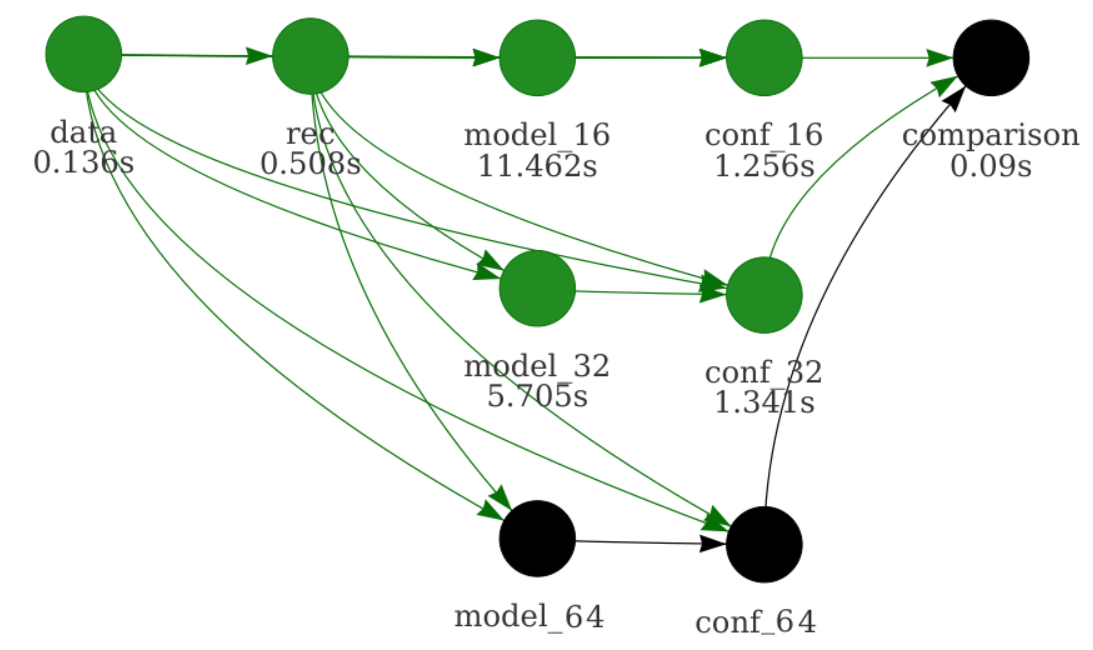 data
0.136s
rec
0.508s
model_16
11.462s
conf_16
1.256s
comparison
0.09s
model_32
5.705s
conf_32
1.341s
model_64
conf_64